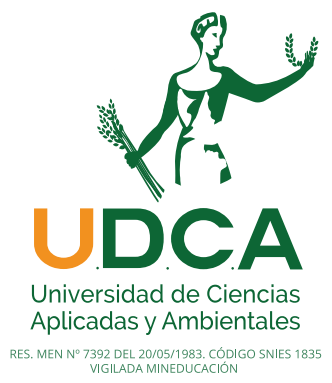 U.D.C.A
Universidad de Ciencias
Aplicadas y Ambientales
RES. MEN Nº 7392 DEL 20/05/1983. CÓDIGO SNIES 1835
VIGILADA MINEDUCACIÓN